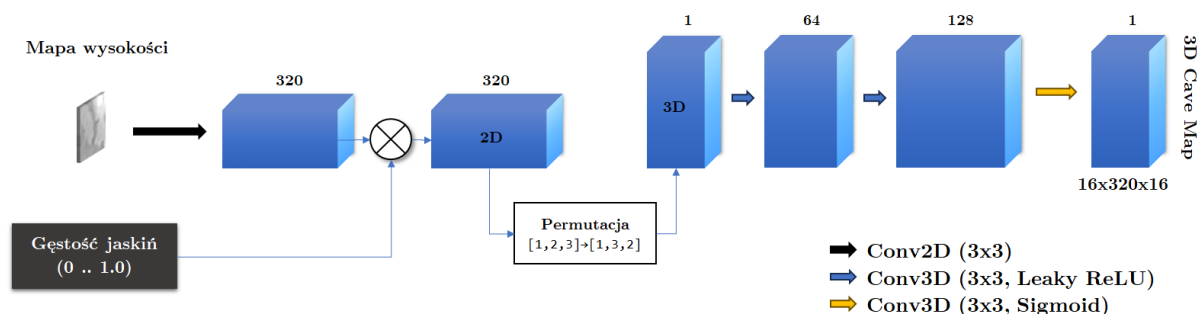 Mapa wysokości
320
320
2D
Gęstość jaskiń
(0 .. 1.0)
Permutacja
[1,2,3]→[1,3,2]
1
64
128
1
3D
3D Cave Map
16x320x16
Conv2D (3x3)
Conv3D (3x3, Leaky ReLU)
Conv3D (3x3, Sigmoid)